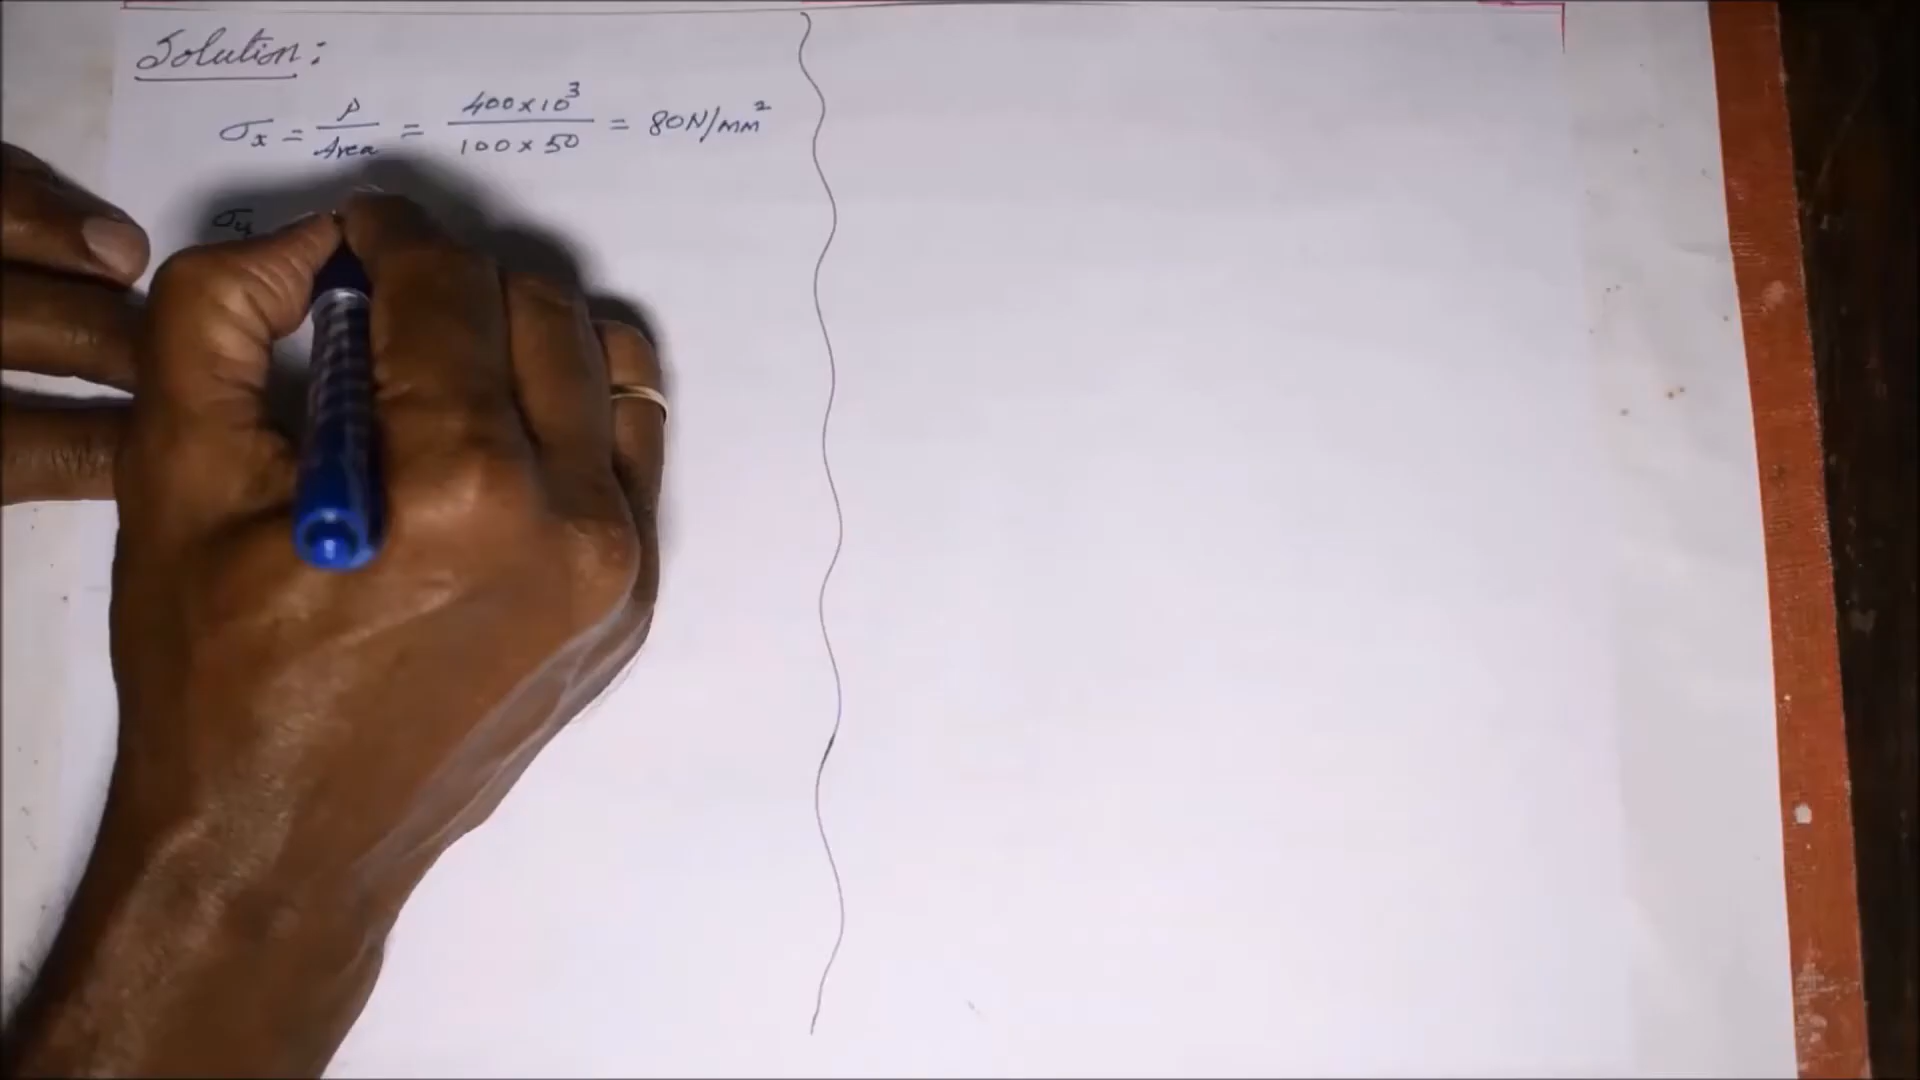 Solution:
σx = P/Area = 400×10³/100×50 = 80N/mm²
σy